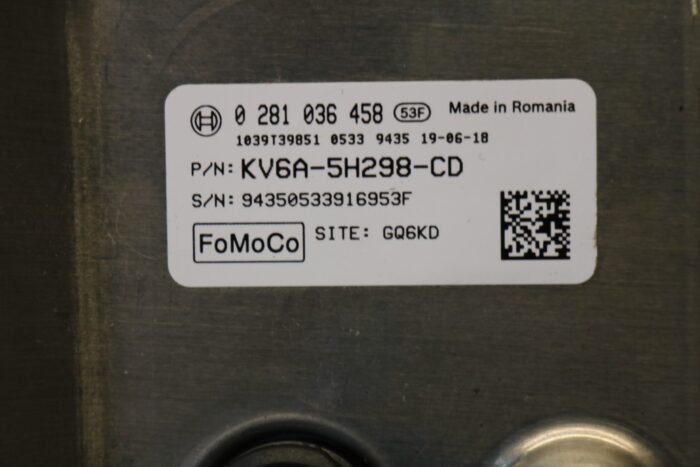 0 281 036 458 53F Made in Romania
1039T39851 0533 9435 19-06-18
P/N: KV6A-5H298-CD
S/N: 94350533916953F
FoMoCo SITE: GQ6KD